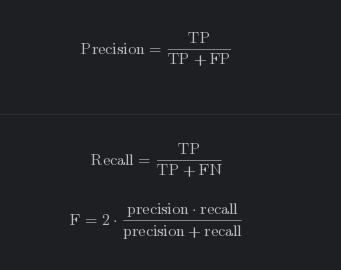 Precision = TP / TP + FP
Recall = TP / TP + FN
F = 2 · precision · recall / precision + recall